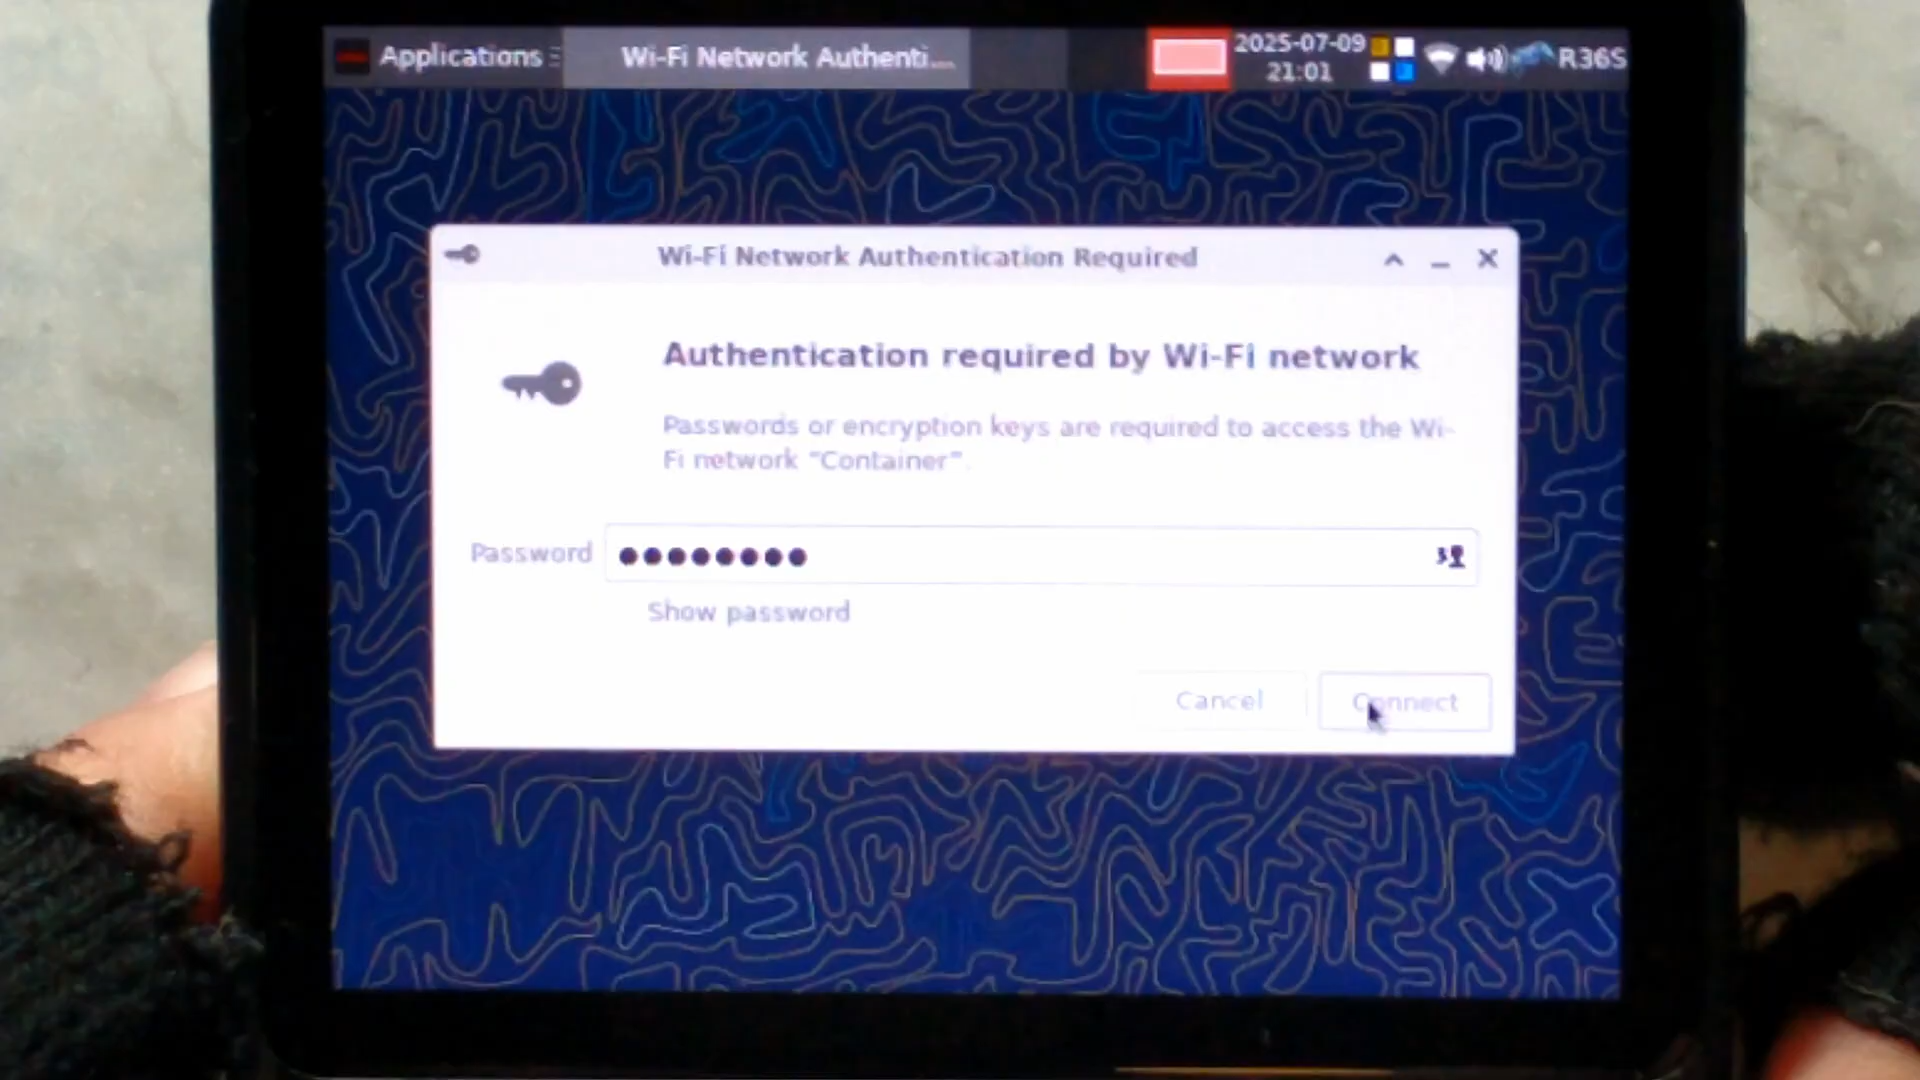 Applications
Wi-Fi Network Authenti...
2025-07-09
21:01
R36S
Wi-Fi Network Authentication Required
Authentication required by Wi-Fi network
Passwords or encryption keys are required to access the Wi-
Fi network "Container".
Password
Show password
Cancel
Connect